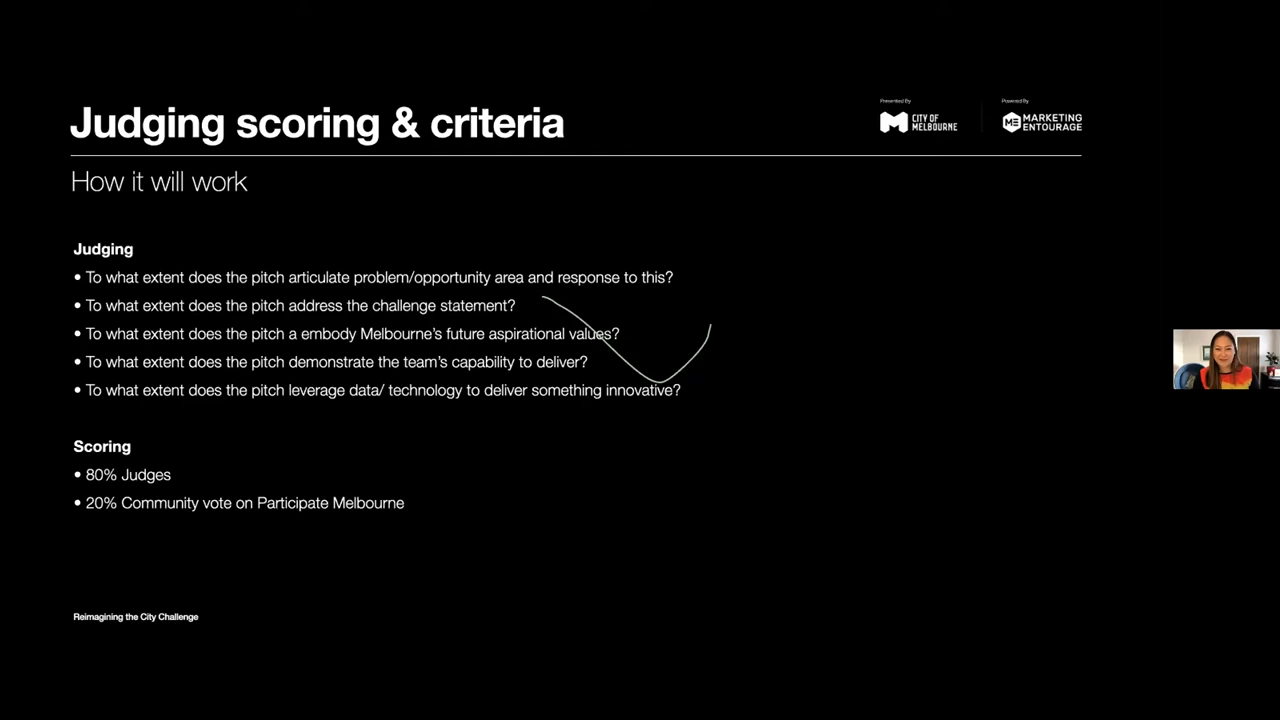 Judging scoring & criteria
Presented By
CITY OF
MELBOURNE
Powered By
ME MARKETING
ENTOURAGE
How it will work
Judging
• To what extent does the pitch articulate problem/opportunity area and response to this?
• To what extent does the pitch address the challenge statement?
• To what extent does the pitch a embody Melbourne's future aspirational values?
• To what extent does the pitch demonstrate the team's capability to deliver?
• To what extent does the pitch leverage data/ technology to deliver something innovative?
Scoring
• 80% Judges
• 20% Community vote on Participate Melbourne
Reimagining the City Challenge